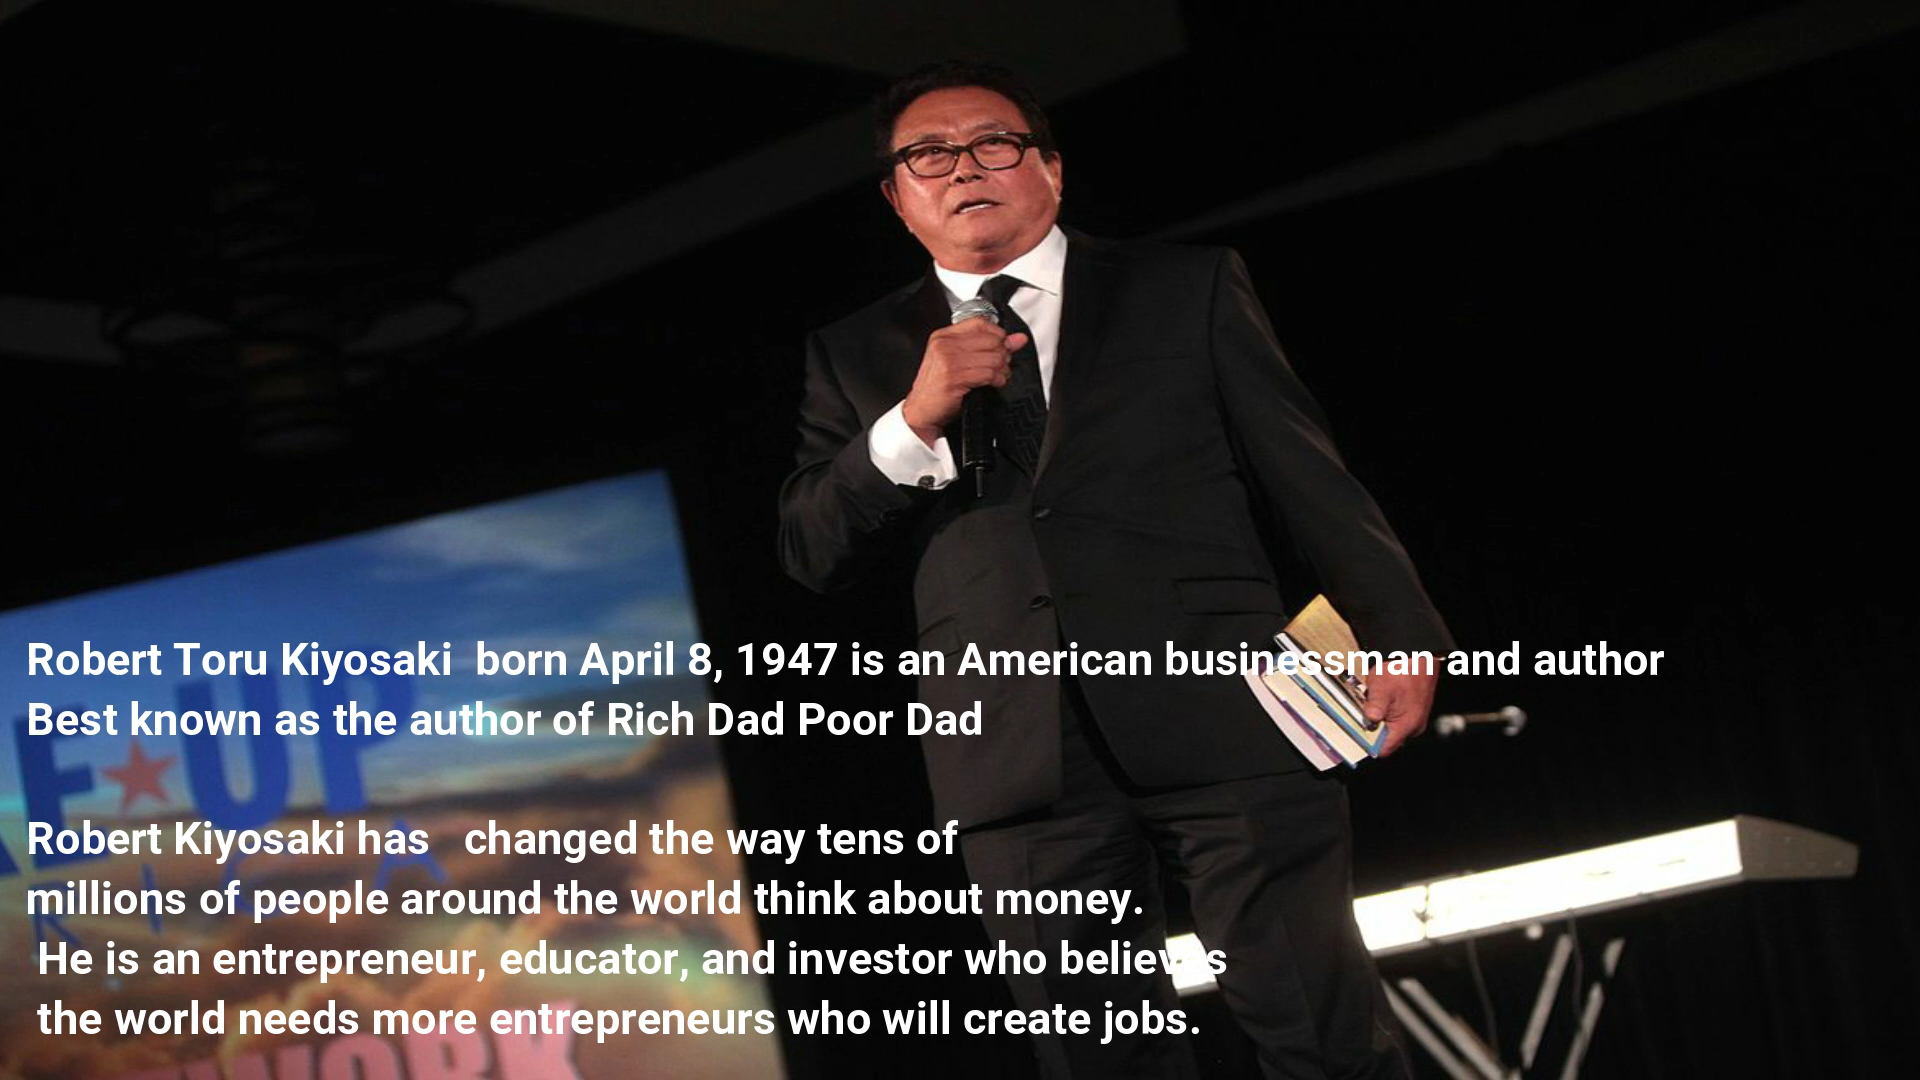 Robert Toru Kiyosaki  born April 8, 1947 is an American businessman and author
Best known as the author of Rich Dad Poor Dad
Robert Kiyosaki has   changed the way tens of
millions of people around the world think about money.
He is an entrepreneur, educator, and investor who believes
the world needs more entrepreneurs who will create jobs.
E★UP